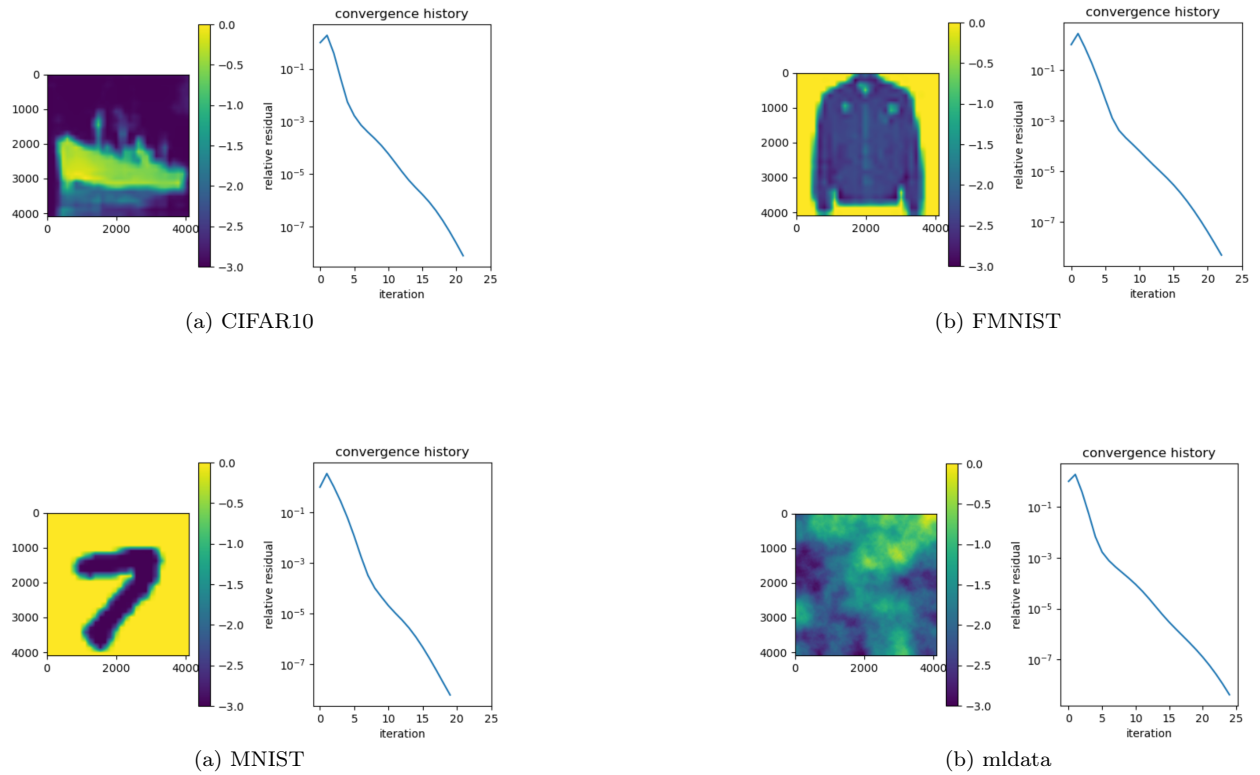 convergence history
0.0
−0.5
−1.0
−1.5
−2.0
−2.5
−3.0
0
1000
2000
3000
4000
0 2000 4000
relative residual
10⁻¹
10⁻³
10⁻⁵
10⁻⁷
0 5 10 15 20 25
iteration
(a) CIFAR10
convergence history
0.0
−0.5
−1.0
−1.5
−2.0
−2.5
−3.0
0
1000
2000
3000
4000
0 2000 4000
relative residual
10⁻¹
10⁻³
10⁻⁵
10⁻⁷
0 5 10 15 20 25
iteration
(b) FMNIST
convergence history
0.0
−0.5
−1.0
−1.5
−2.0
−2.5
−3.0
0
1000
2000
3000
4000
0 2000 4000
relative residual
10⁻¹
10⁻³
10⁻⁵
10⁻⁷
0 5 10 15 20 25
iteration
(a) MNIST
convergence history
0.0
−0.5
−1.0
−1.5
−2.0
−2.5
−3.0
0
1000
2000
3000
4000
0 2000 4000
relative residual
10⁻¹
10⁻³
10⁻⁵
10⁻⁷
0 5 10 15 20 25
iteration
(b) mldata